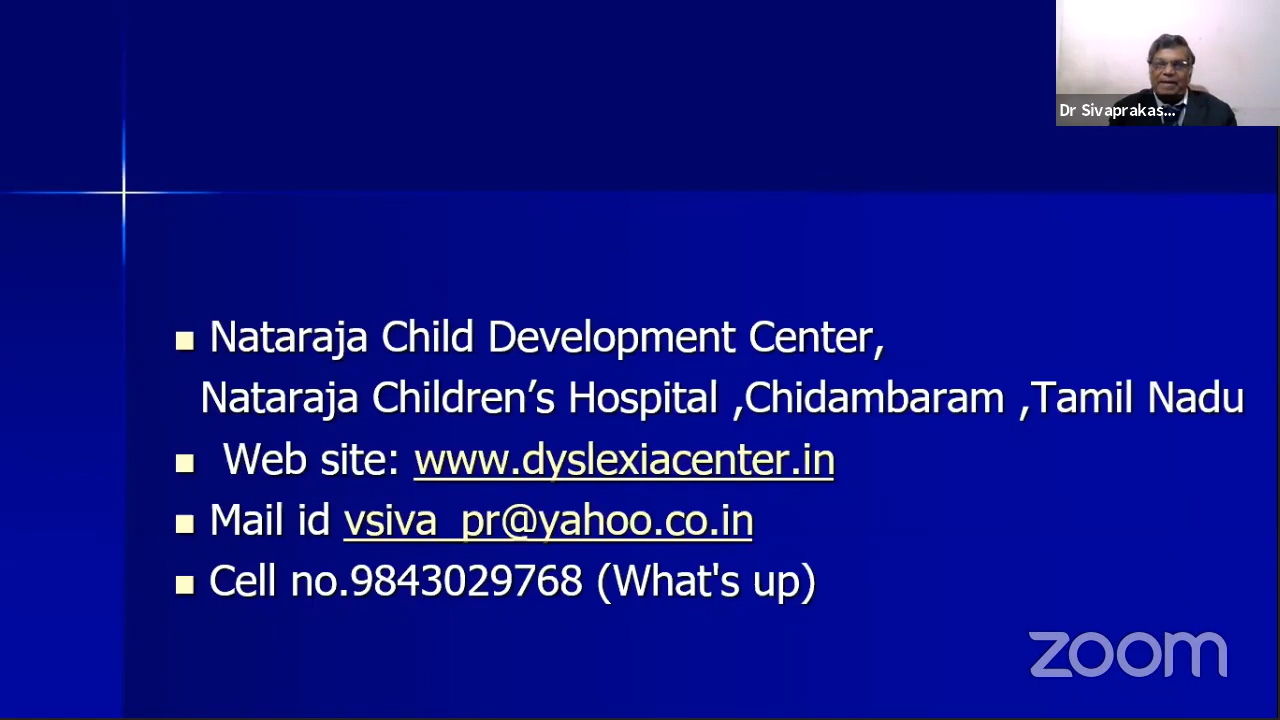 Dr Sivaprakas...
Nataraja Child Development Center,
Nataraja Children’s Hospital ,Chidambaram ,Tamil Nadu
Web site: www.dyslexiacenter.in
Mail id vsiva_pr@yahoo.co.in
Cell no.9843029768 (What's up)
zoom